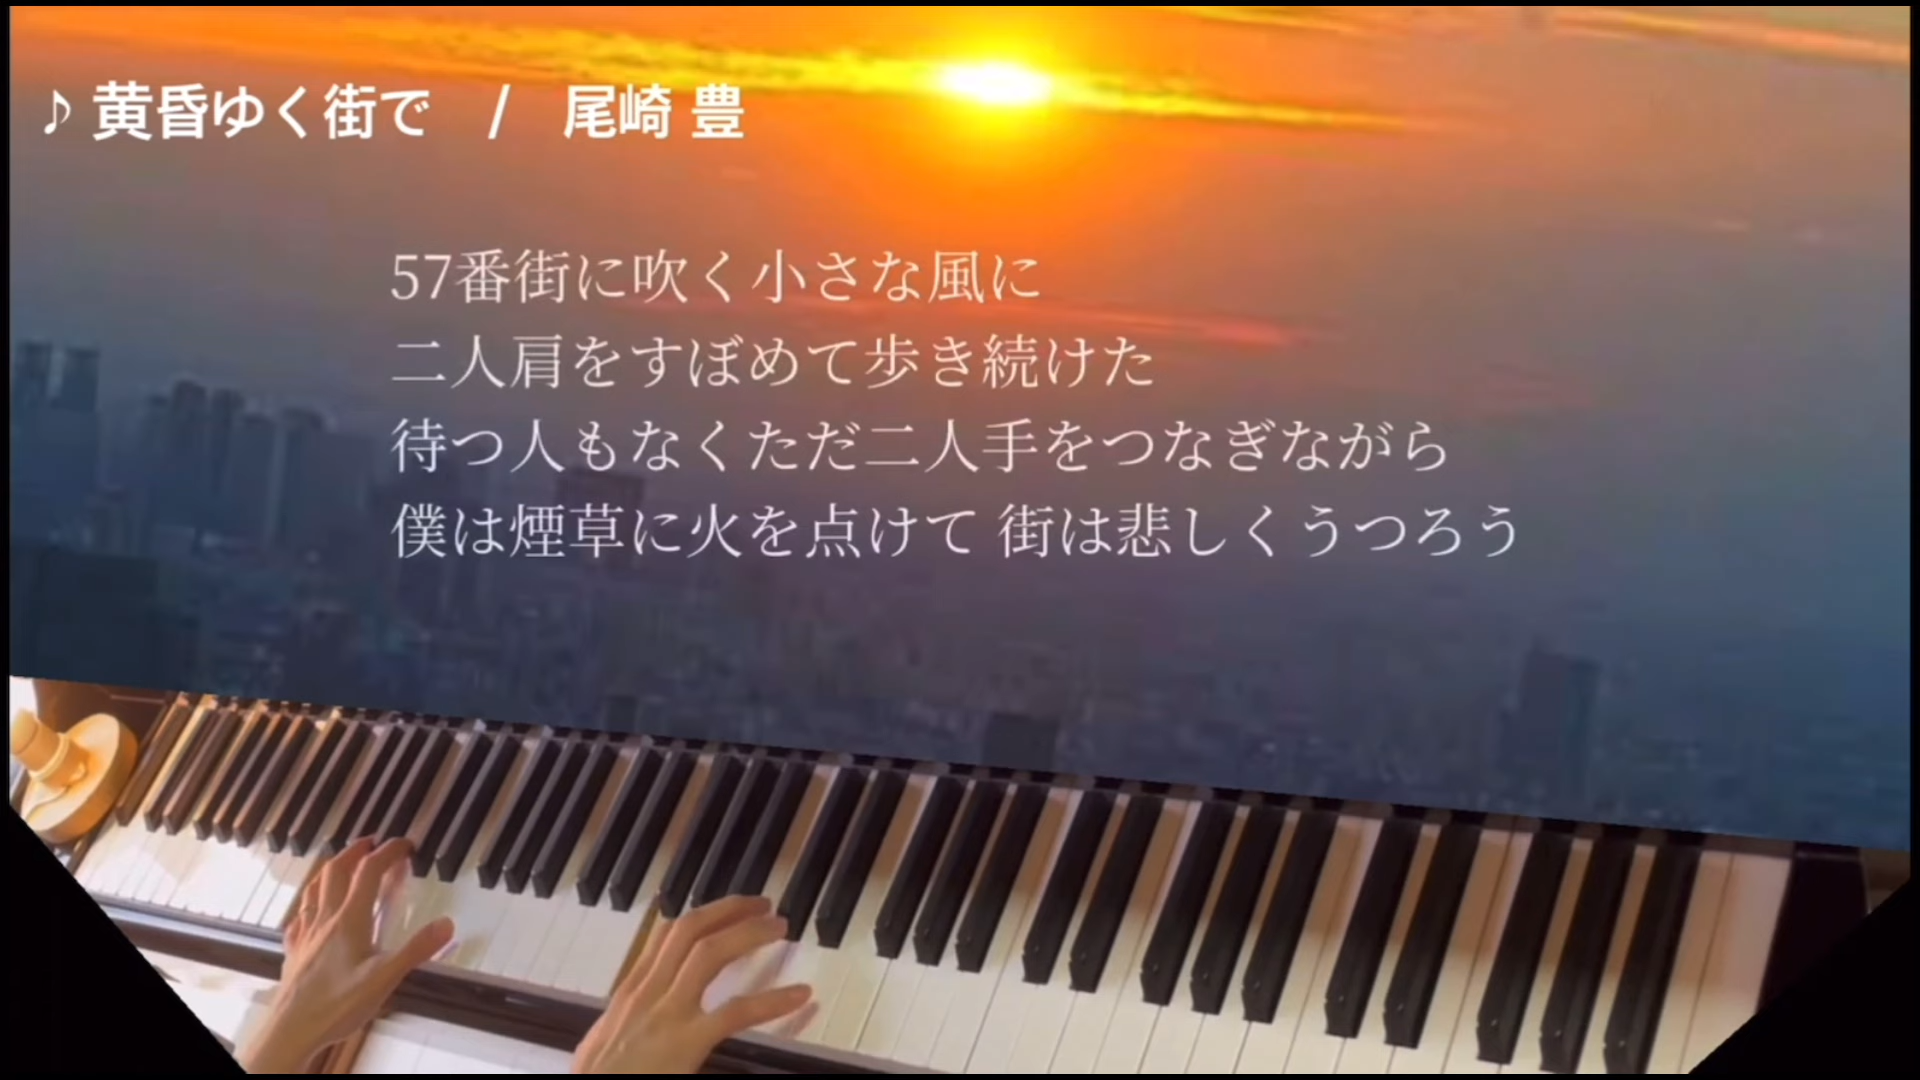 ♪ 黄昏ゆく街で / 尾崎 豊
57番街に吹く小さな風に
二人肩をすぼめて歩き続けた
待つ人もなくただ二人手をつなぎながら
僕は煙草に火を点けて 街は悲しくうつろう